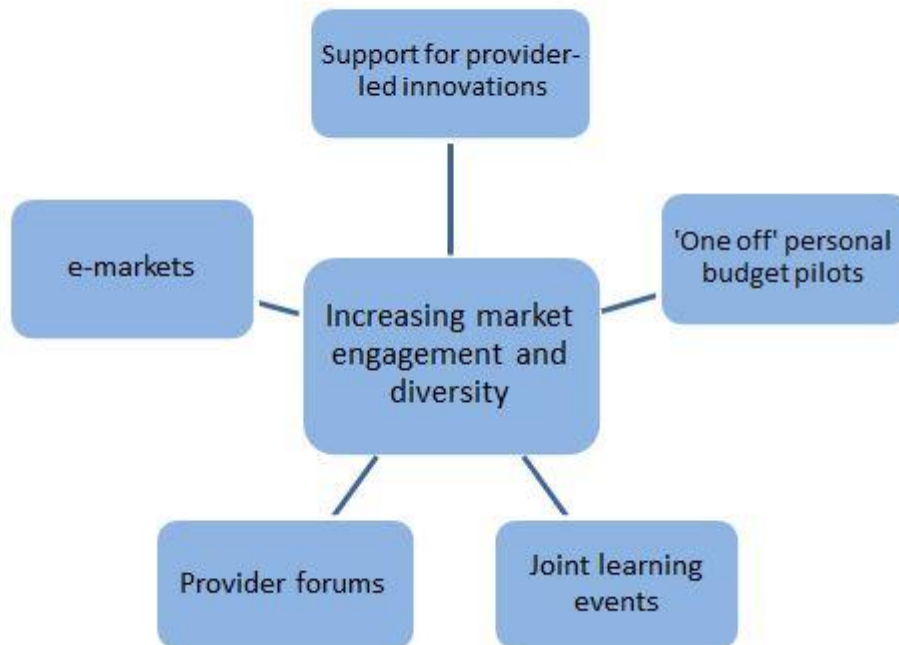 Support for provider-
led innovations
e-markets
'One off' personal
budget pilots
Increasing market
engagement and
diversity
Provider forums
Joint learning
events